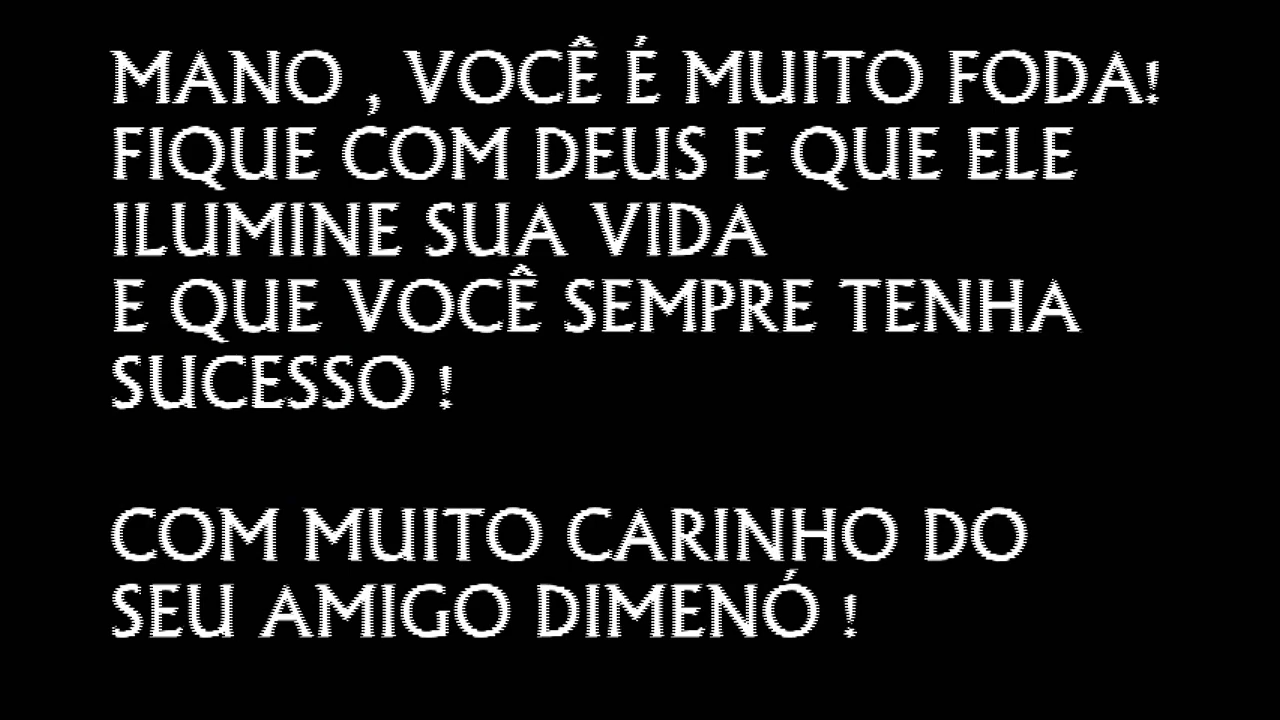 MANO , VOCÊ É MUITO FODA!
FIQUE COM DEUS E QUE ELE
ILUMINE SUA VIDA
E QUE VOCÊ SEMPRE TENHA
SUCESSO !
COM MUITO CARINHO DO
SEU AMIGO DIMENÓ !